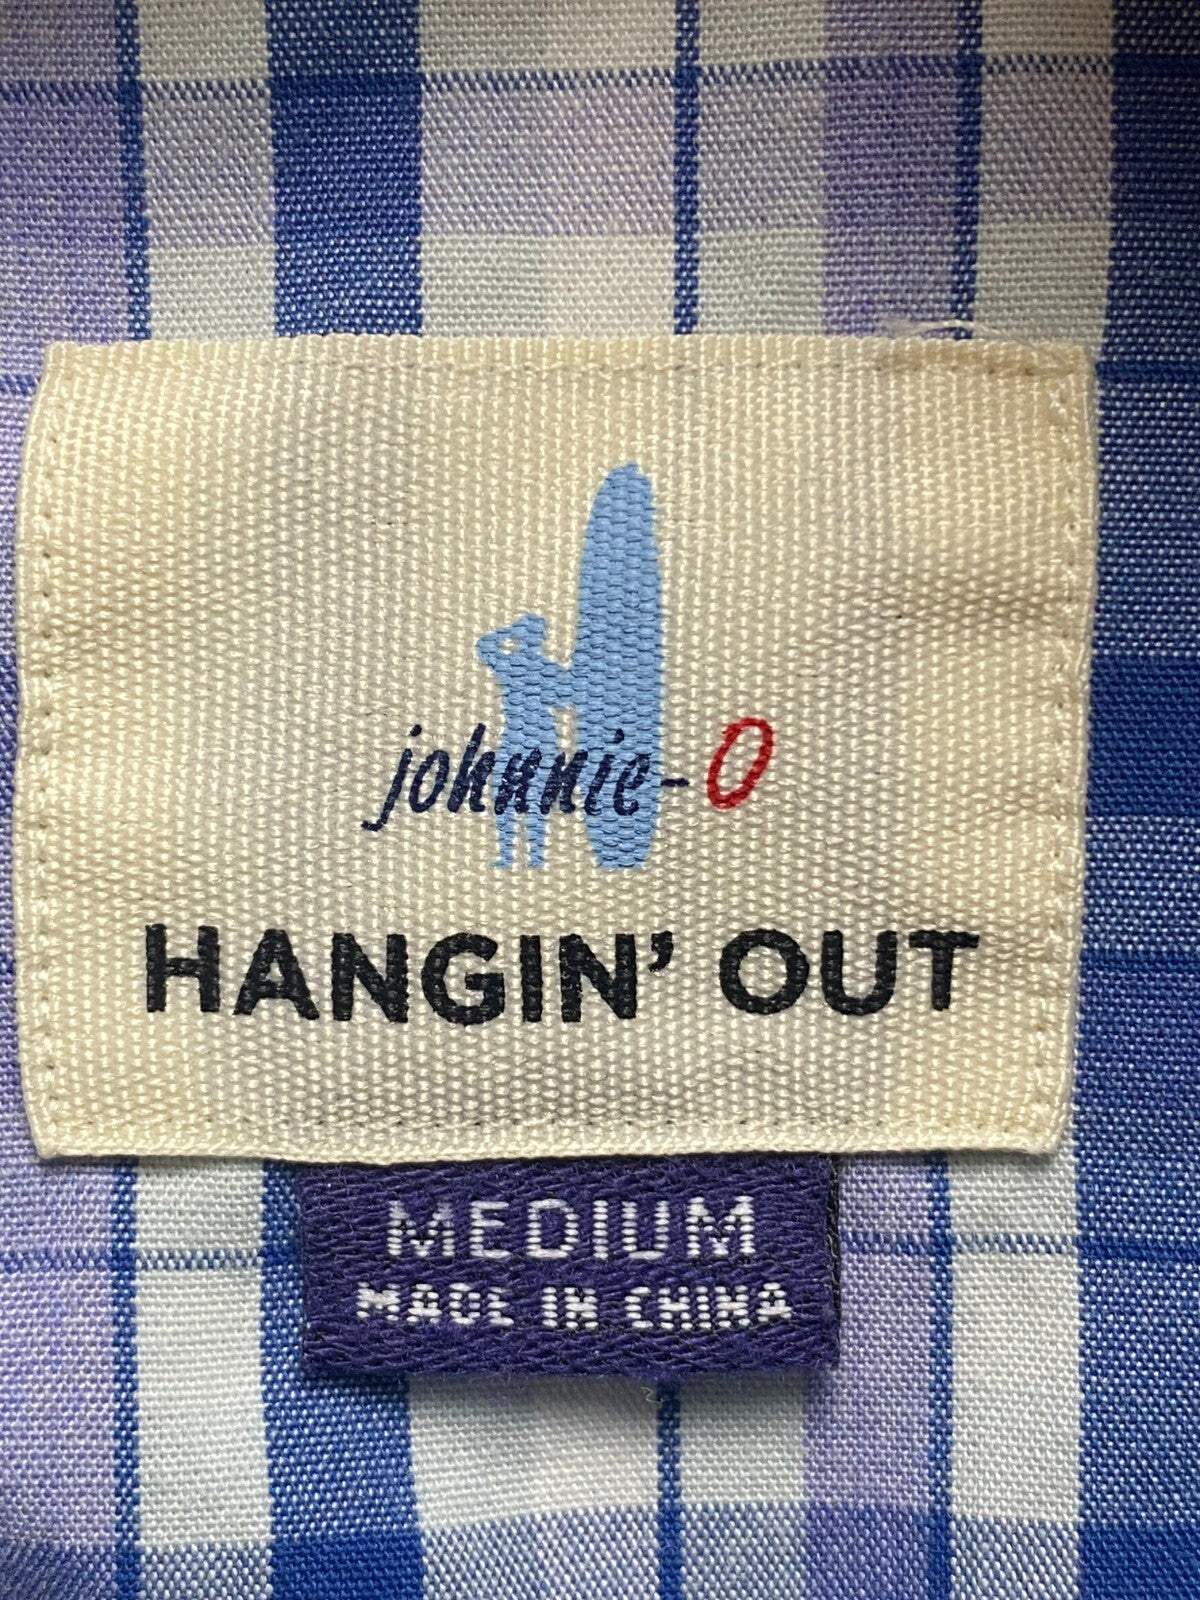 johnnie-O
HANGIN' OUT
MEDIUM
MADE IN CHINA